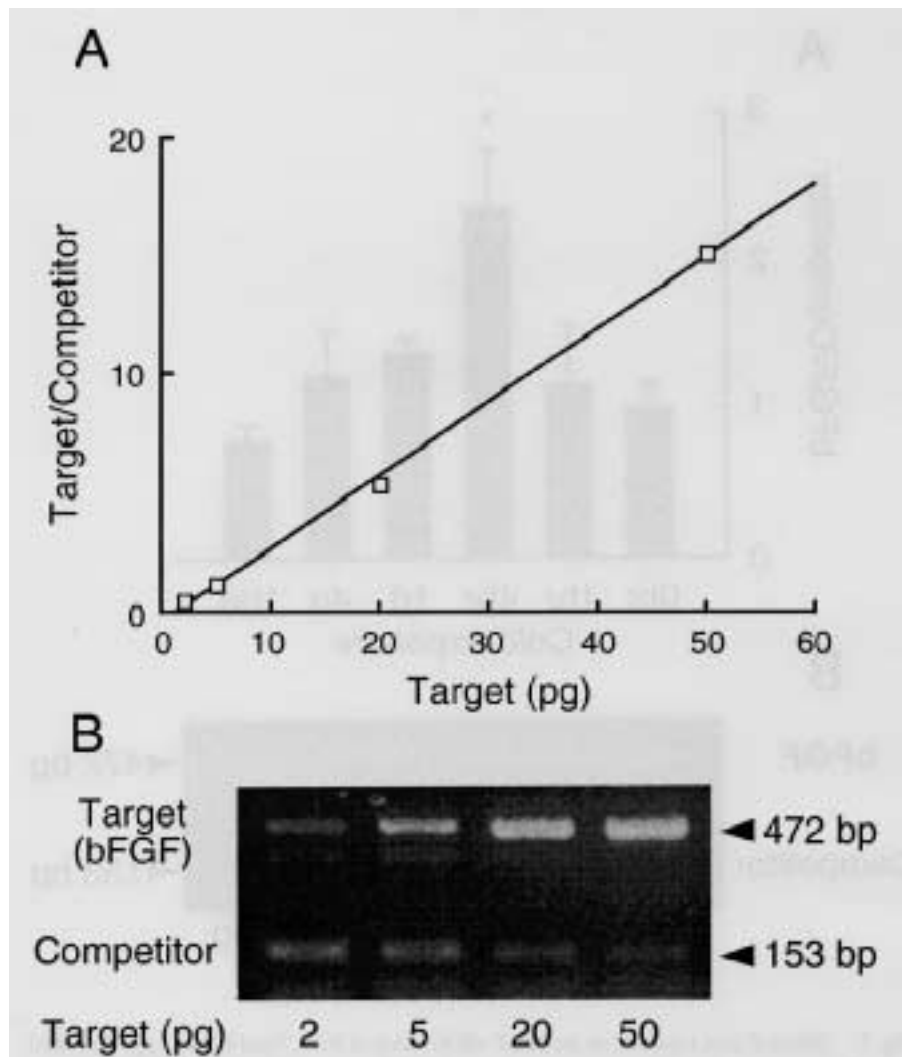 A
20
10
0
Target/Competitor
0 10 20 30 40 50 60
Target (pg)
B
Target
(bFGF)
472 bp
Competitor
153 bp
Target (pg) 2 5 20 50